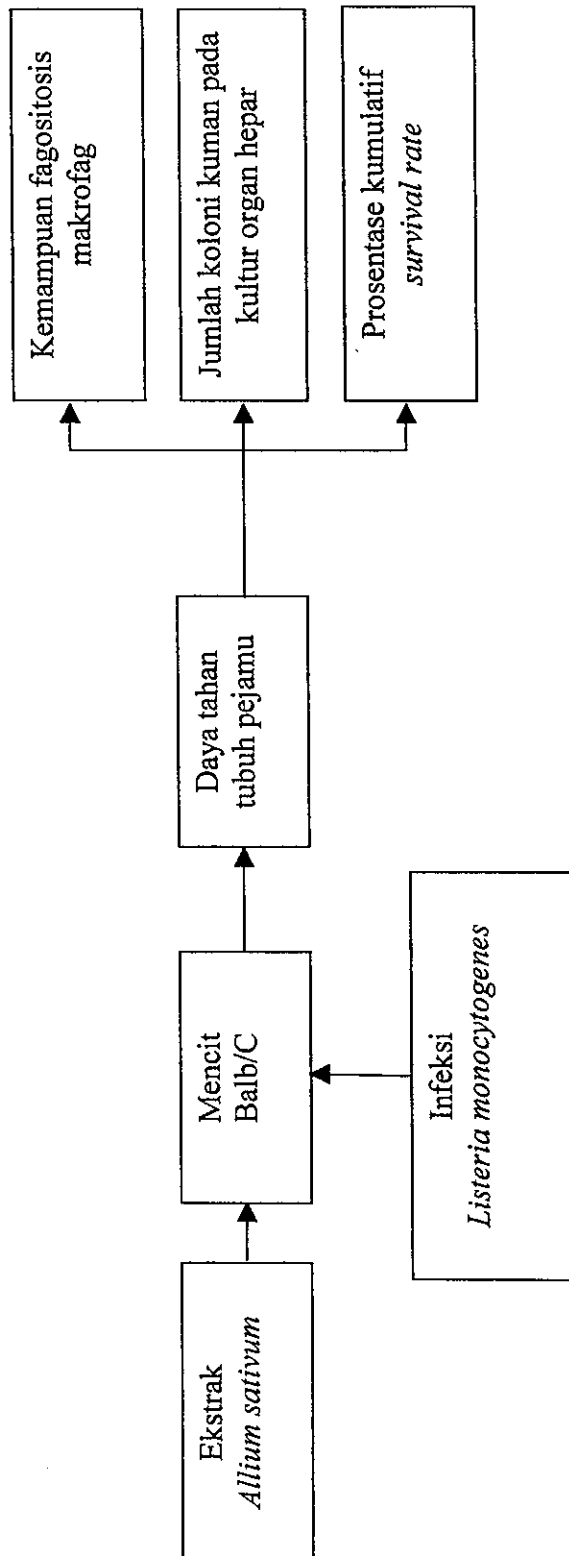 Ekstrak
Allium sativum
Mencit
Balb/C
Infeksi
Listeria monocytogenes
Daya tahan
tubuh pejamu
Kemampuan fagositosis
makrofag
Jumlah koloni kuman pada
kultur organ hepar
Prosentase kumulatif
survival rate